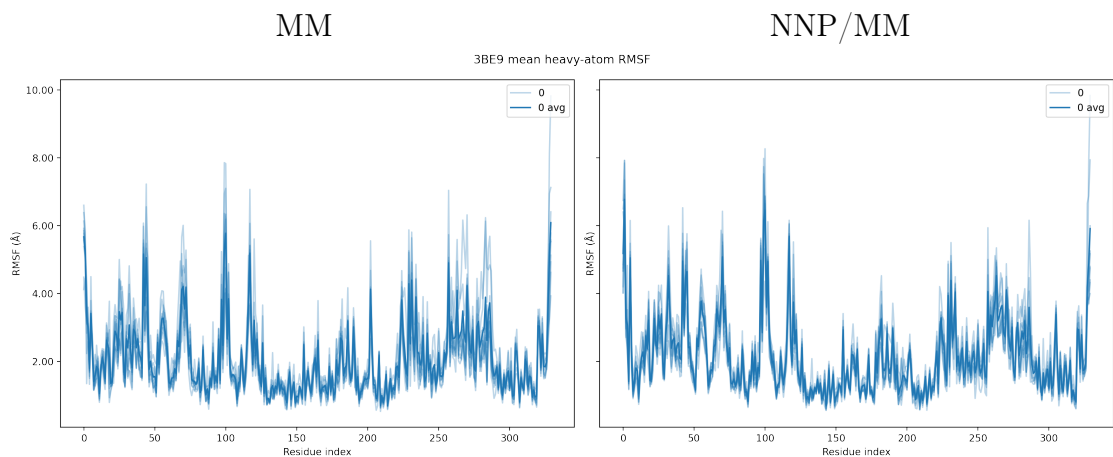 MM NNP/MM
3BE9 mean heavy-atom RMSF
10.00
8.00
6.00
4.00
2.00
RMSF (Å)
0 50 100 150 200 250 300
Residue index
0
0 avg
RMSF (Å)
0 50 100 150 200 250 300
Residue index
0
0 avg